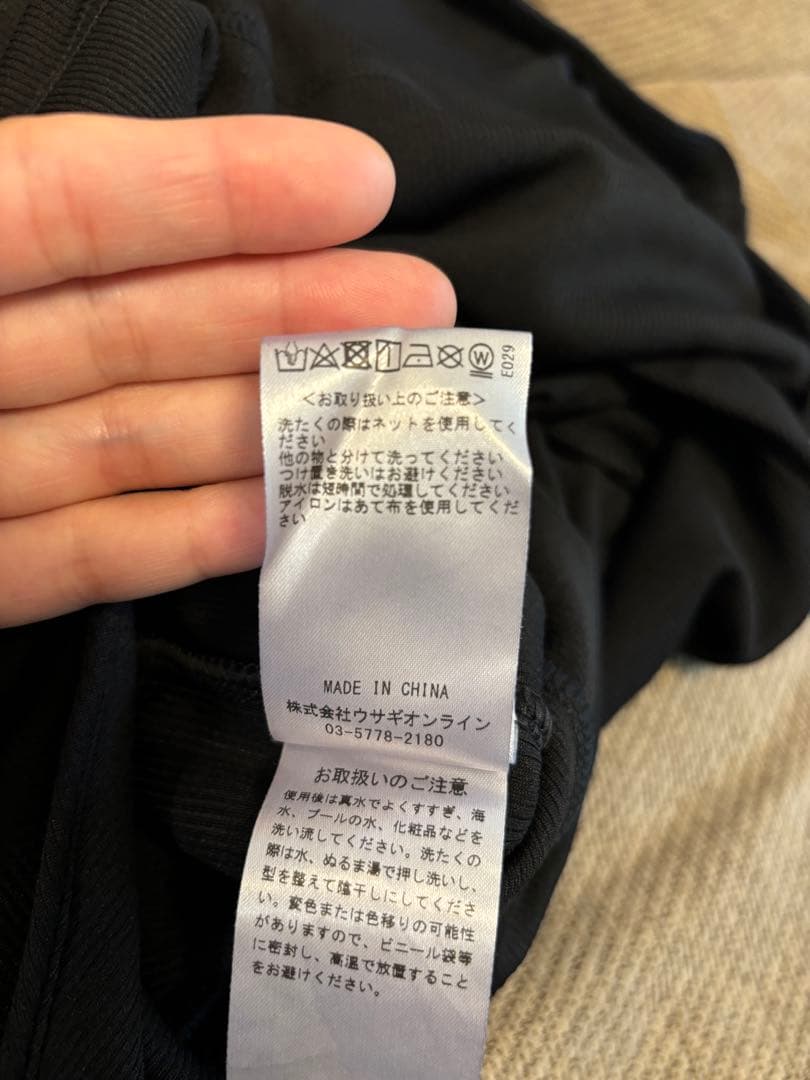 W
E029
<お取り扱い上のご注意>
洗たくの際はネットを使用してく
ださい
他の物と分けて洗ってください
つけ置き洗いはお避けください
脱水は短時間で処理してください
アイロンはあて布を使用してくだ
さい
MADE IN CHINA
株式会社ウサギオンライン
03-5778-2180
お取扱いのご注意
使用後は真水でよくすすぎ、海
水、プールの水、化粧品などを
洗い流してください。洗たくの
際は水、ぬるま湯で押し洗いし、
型を整えて陰干しにしてくださ
い。変色または色移りの可能性
がありますので、ビニール袋等
に密封し、高温で放置すること
をお避けください。